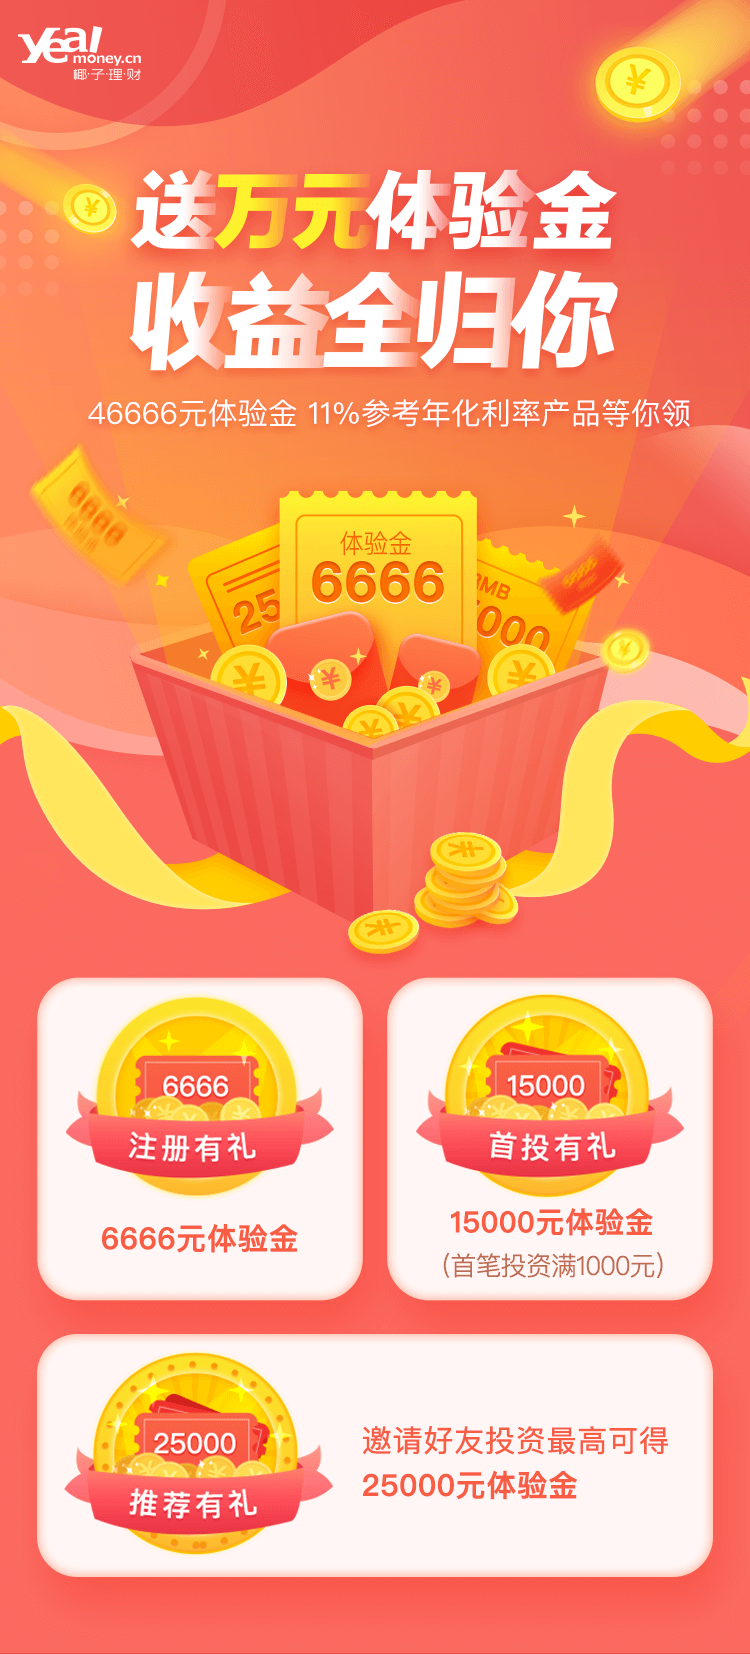 yeah
money.cn
椰·子·理·财
送万元体验金
收益全归你
46666元体验金 11%参考年化利率产品等你领
6666
体验金
6666
25
RMB
000
6666
注册有礼
6666元体验金
15000
首投有礼
15000元体验金
(首笔投资满1000元)
25000
推荐有礼
邀请好友投资最高可得
25000元体验金